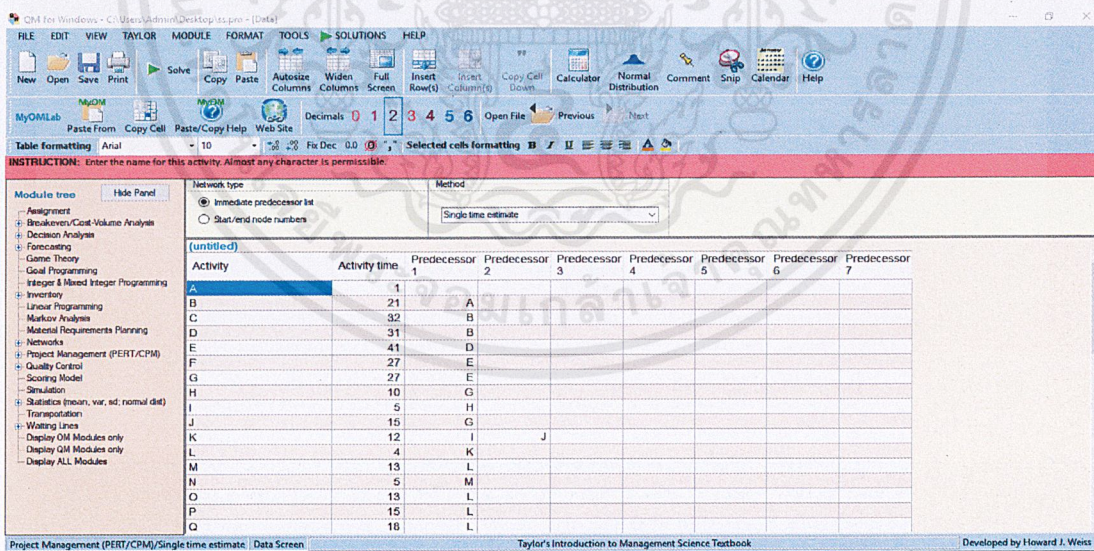 QM for Windows - C:\Users\Admin\Desktop\ss.pro - [Data]
FILE EDIT VIEW TAYLOR MODULE FORMAT TOOLS SOLUTIONS HELP
New Open Save Print Solve Copy Paste Autosize Columns Widen Columns Full Screen Insert Row(s) Insert Column(s) Copy Cell Down Calculator Normal Distribution Comment Snip Calendar Help
MyOMLab MyOM Paste From Copy Cell MyOM Paste/Copy Help Web Site Decimals 0 1 2 3 4 5 6 Open File Previous Next
Table formatting Arial 10 Fix Dec 0.0 Selected cells formatting B I U
INSTRUCTION: Enter the name for this activity. Almost any character is permissible.
Module tree Hide Panel
Assignment
Breakeven/Cost-Volume Analysis
Decision Analysis
Forecasting
Game Theory
Goal Programming
Integer & Mixed Integer Programming
Inventory
Linear Programming
Markov Analysis
Material Requirements Planning
Networks
Project Management (PERT/CPM)
Quality Control
Scoring Model
Simulation
Statistics (mean, var, sd; normal dist)
Transportation
Waiting Lines
Display OM Modules only
Display QM Modules only
Display ALL Modules
Network type
Immediate predecessor list
Start/end node numbers
Method
Single time estimate
(untitled)
Activity Activity time Predecessor 1 Predecessor 2 Predecessor 3 Predecessor 4 Predecessor 5 Predecessor 6 Predecessor 7
A 1
B 21 A
C 32 B
D 31 B
E 41 D
F 27 E
G 27 E
H 10 G
I 5 H
J 15 G
K 12 I J
L 4 K
M 13 L
N 5 M
O 13 L
P 15 L
Q 18 L
Project Management (PERT/CPM)/Single time estimate Data Screen Taylor's Introduction to Management Science Textbook Developed by Howard J. Weiss